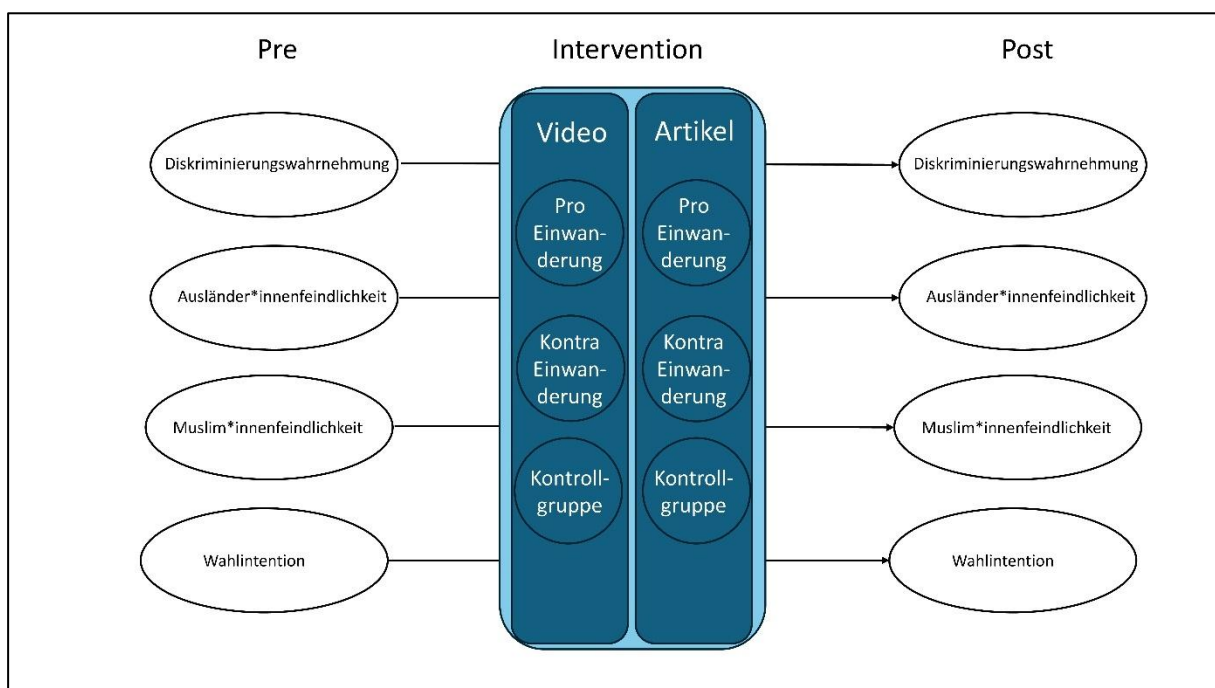 Pre
Intervention
Post
Video
Artikel
Diskriminierungswahrnehmung
Diskriminierungswahrnehmung
Pro
Einwan-
derung
Pro
Einwan-
derung
Ausländer*innenfeindlichkeit
Ausländer*innenfeindlichkeit
Kontra
Einwan-
derung
Kontra
Einwan-
derung
Muslim*innenfeindlichkeit
Muslim*innenfeindlichkeit
Kontroll-
gruppe
Kontroll-
gruppe
Wahlintention
Wahlintention